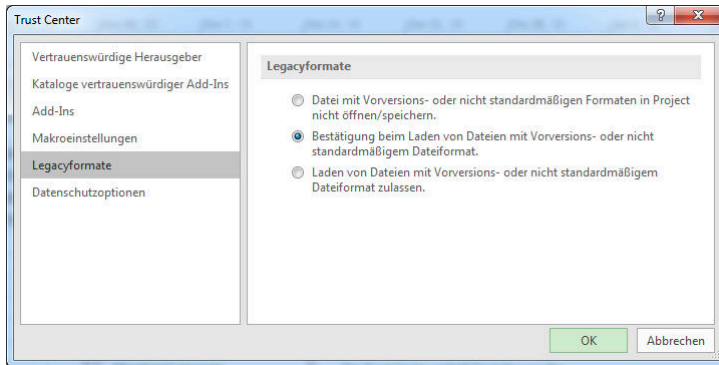 Trust Center
Vertrauenswürdige Herausgeber
Kataloge vertrauenswürdiger Add-Ins
Add-Ins
Makroeinstellungen
Legacyformate
Datenschutzoptionen
Legacyformate
Datei mit Vorversions- oder nicht standardmäßigen Formaten in Project
nicht öffnen/speichern.
Bestätigung beim Laden von Dateien mit Vorversions- oder nicht
standardmäßigem Dateiformat.
Laden von Dateien mit Vorversions- oder nicht standardmäßigem
Dateiformat zulassen.
OK
Abbrechen